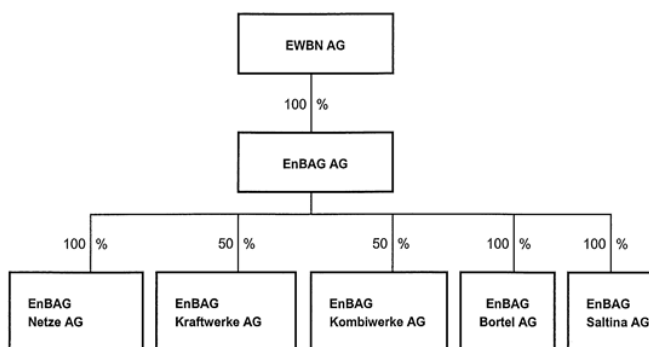 EWBN AG
100 %
EnBAG AG
100 %
50 %
50 %
100 %
100 %
EnBAG
Netze AG
EnBAG
Kraftwerke AG
EnBAG
Kombiwerke AG
EnBAG
Bortel AG
EnBAG
Saltina AG